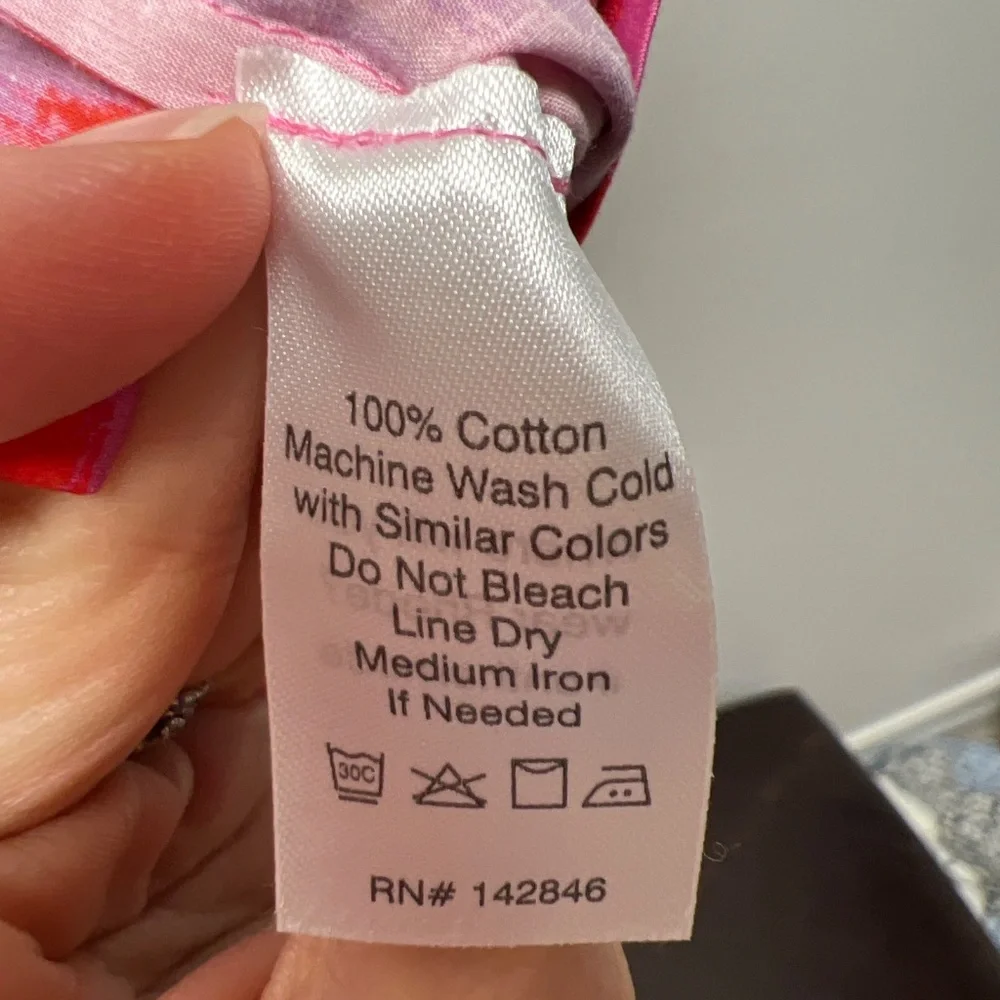 100% Cotton
Machine Wash Cold
with Similar Colors
Do Not Bleach
Line Dry
Medium Iron
If Needed
30C
RN# 142846